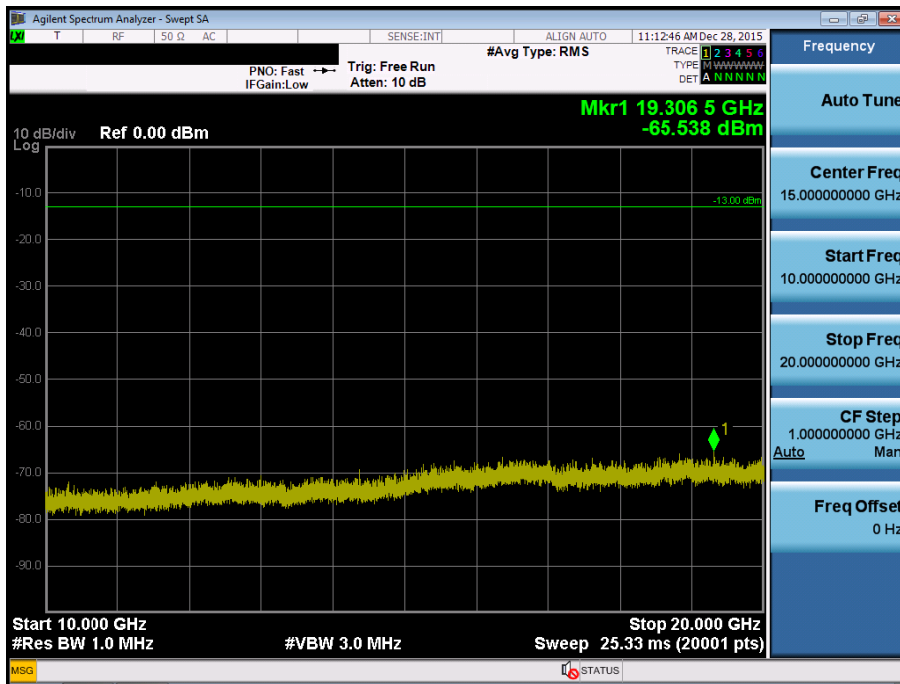 Agilent Spectrum Analyzer - Swept SA
LXI T RF 50 Ω AC SENSE:INT ALIGN AUTO 11:12:46 AM Dec 28, 2015
#Avg Type: RMS
TRACE 1 2 3 4 5 6
TYPE M WWWWW
DET A N N N N N
PNO: Fast Trig: Free Run
IFGain:Low Atten: 10 dB
Mkr1 19.306 5 GHz
-65.538 dBm
10 dB/div Ref 0.00 dBm
Log
-10.0
-13.00 dBm
-20.0
-30.0
-40.0
-50.0
-60.0
1
-70.0
-80.0
-90.0
Start 10.000 GHz Stop 20.000 GHz
#Res BW 1.0 MHz #VBW 3.0 MHz Sweep 25.33 ms (20001 pts)
MSG STATUS
Frequency
Auto Tune
Center Freq
15.000000000 GHz
Start Freq
10.000000000 GHz
Stop Freq
20.000000000 GHz
CF Step
1.000000000 GHz
Auto Man
Freq Offset
0 Hz